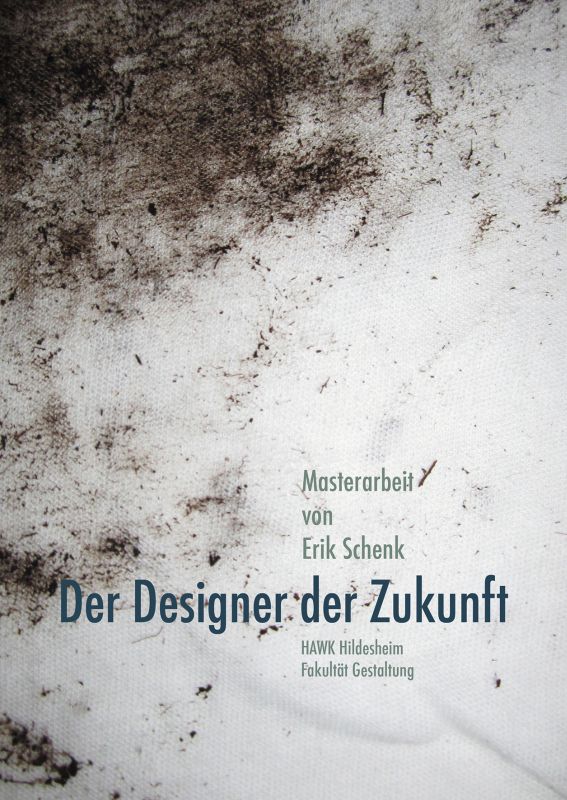 Masterarbeit
von
Erik Schenk
Der Designer der Zukunft
HAWK Hildesheim
Fakultät Gestaltung